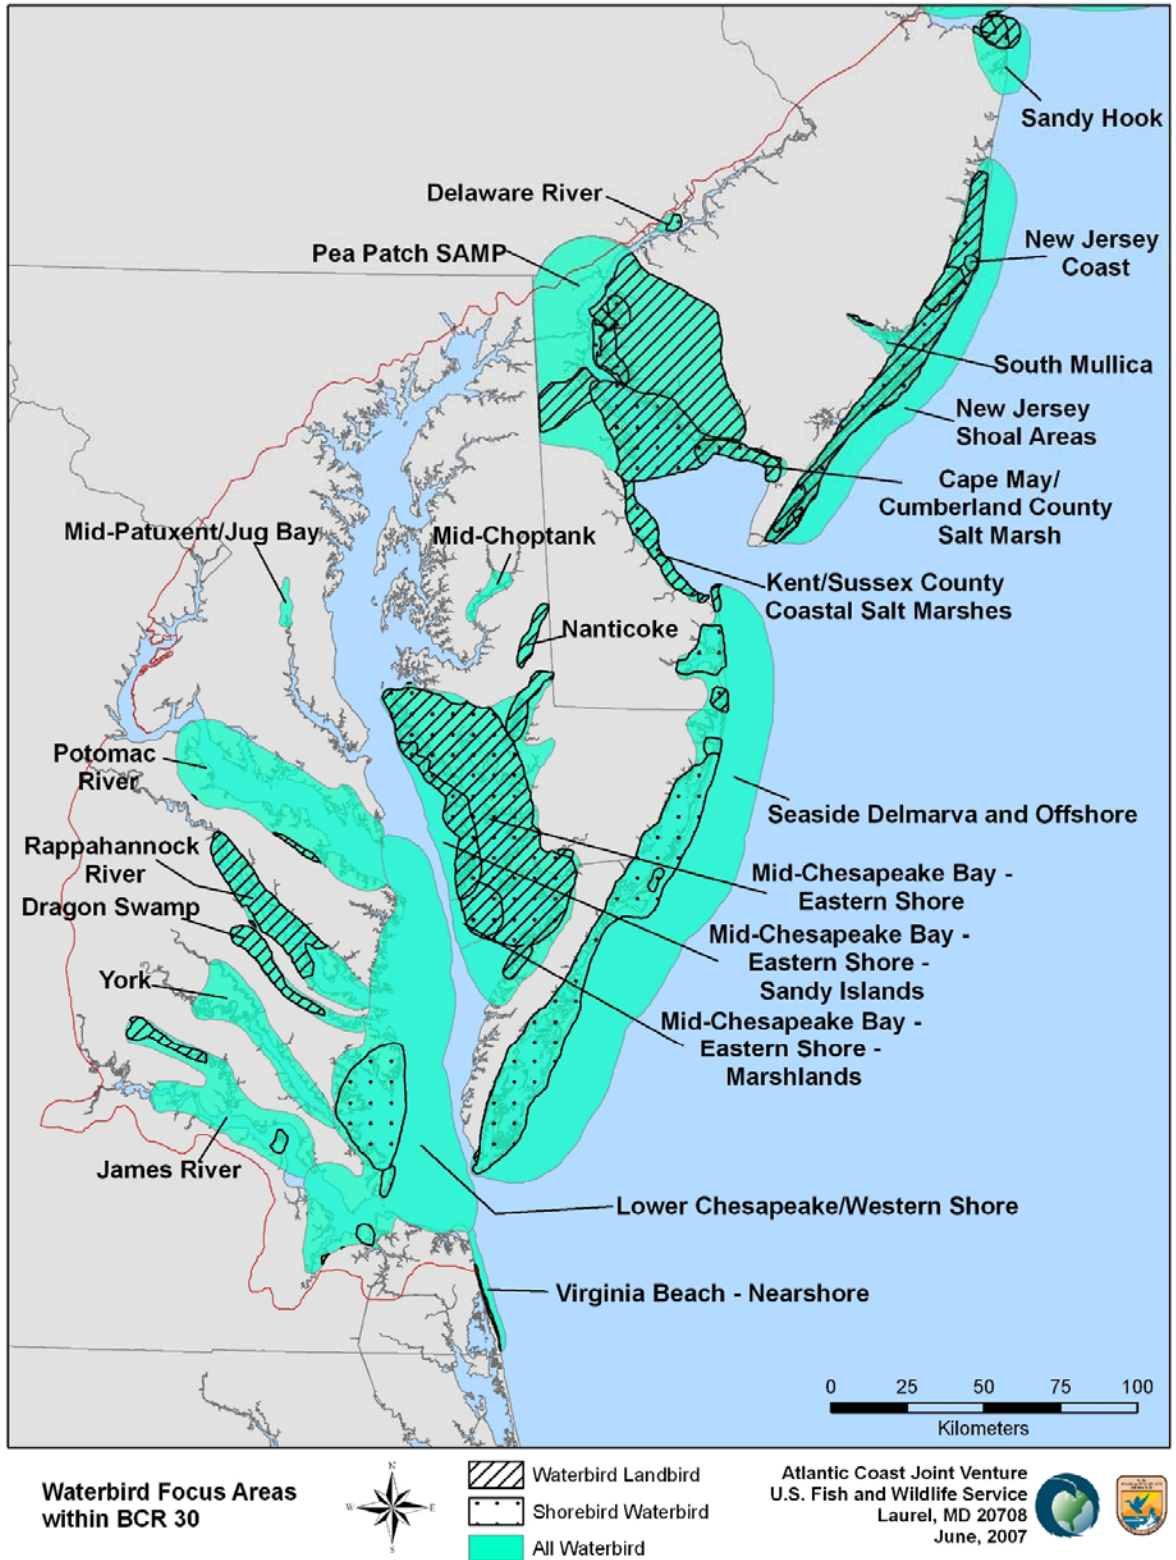 Sandy Hook
Delaware River
Pea Patch SAMP
New Jersey
Coast
South Mullica
New Jersey
Shoal Areas
Cape May/
Cumberland County
Salt Marsh
Mid-Patuxent/Jug Bay
Mid-Choptank
Kent/Sussex County
Coastal Salt Marshes
Nanticoke
Potomac
River
Seaside Delmarva and Offshore
Rappahannock
River
Mid-Chesapeake Bay -
Eastern Shore
Dragon Swamp
Mid-Chesapeake Bay -
Eastern Shore -
Sandy Islands
York
Mid-Chesapeake Bay -
Eastern Shore -
Marshlands
James River
Lower Chesapeake/Western Shore
Virginia Beach - Nearshore
0 25 50 75 100
Kilometers
Waterbird Focus Areas
within BCR 30
N
W E
S
Waterbird Landbird
Shorebird Waterbird
All Waterbird
Atlantic Coast Joint Venture
U.S. Fish and Wildlife Service
Laurel, MD 20708
June, 2007